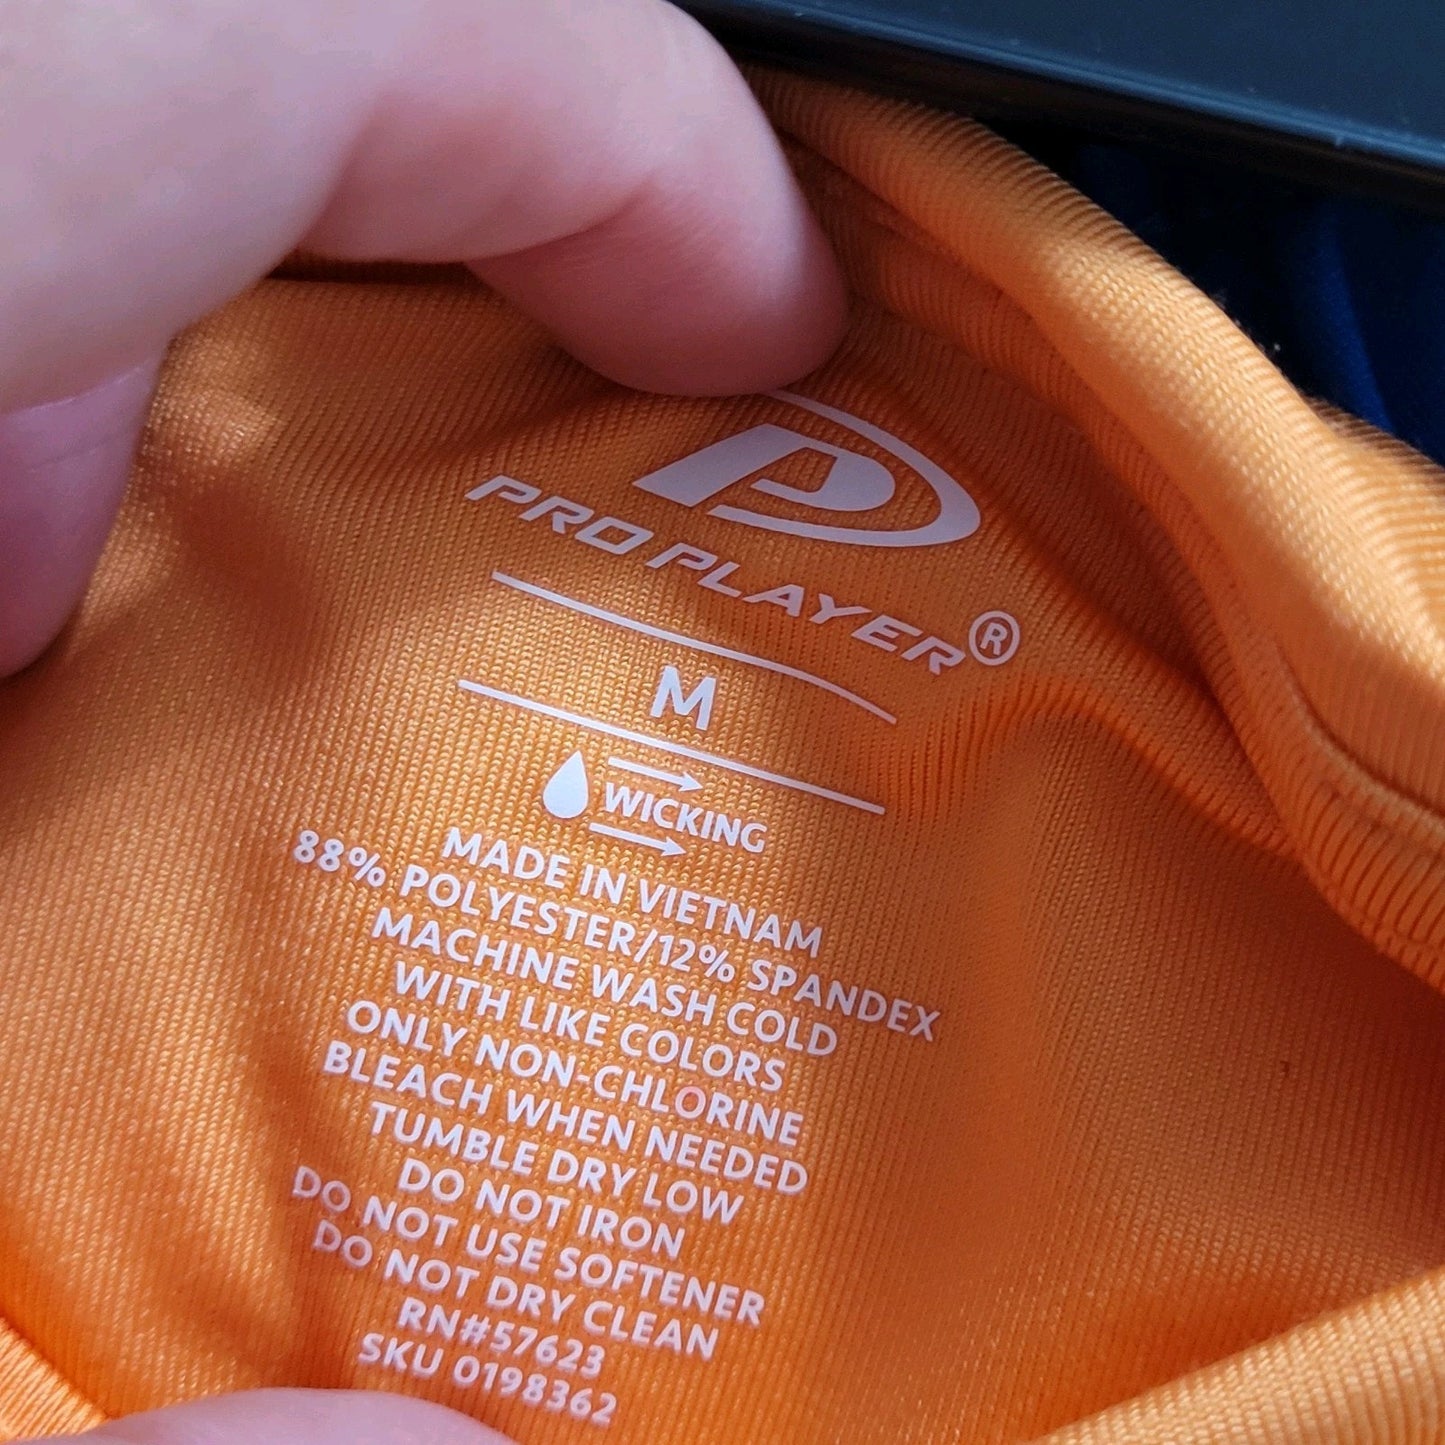 PRO PLAYER®
M
WICKING
MADE IN VIETNAM
88% POLYESTER/12% SPANDEX
MACHINE WASH COLD
WITH LIKE COLORS
ONLY NON-CHLORINE
BLEACH WHEN NEEDED
TUMBLE DRY LOW
DO NOT IRON
DO NOT USE SOFTENER
DO NOT DRY CLEAN
RN#57623
SKU 0198362